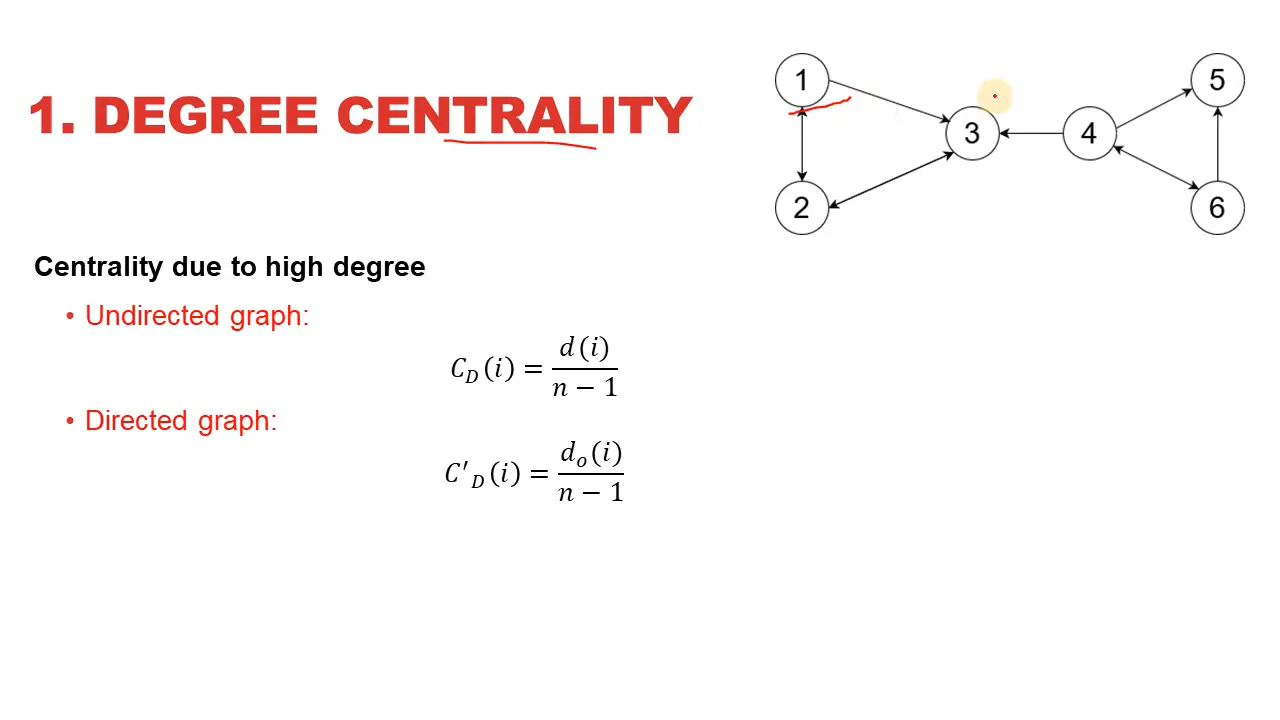 1. DEGREE CENTRALITY
1
2
3
4
5
6
Centrality due to high degree
• Undirected graph:
C_D(i) = d(i) / (n − 1)
• Directed graph:
C′_D(i) = d_o(i) / (n − 1)